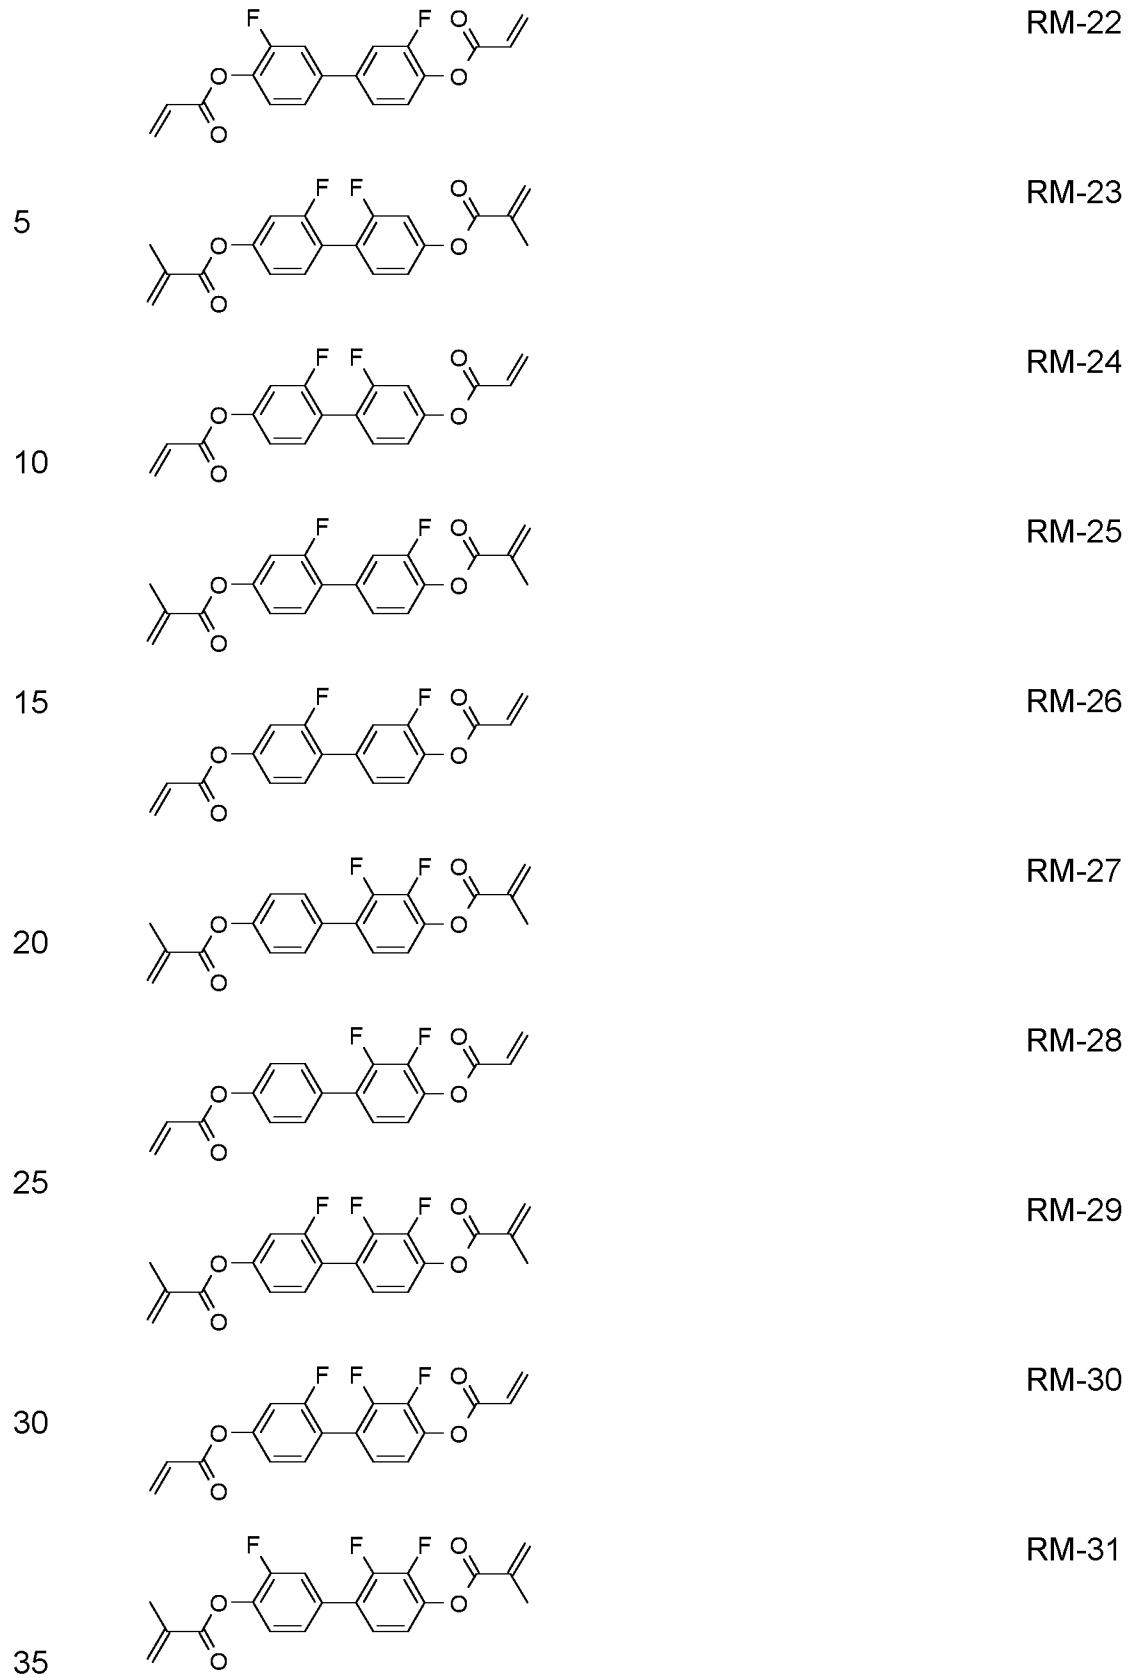 F F O RM-22
O O
O
F F O RM-23
5
O O
O
F F O RM-24
O O
10 O
F F O RM-25
O O
O
15 F F O RM-26
O O
O
F F O RM-27
O O
20 O
F F O RM-28
O O
O
25
F F F O RM-29
O O
O
F F F O RM-30
30 O O
O
F F F O RM-31
O O
35 O